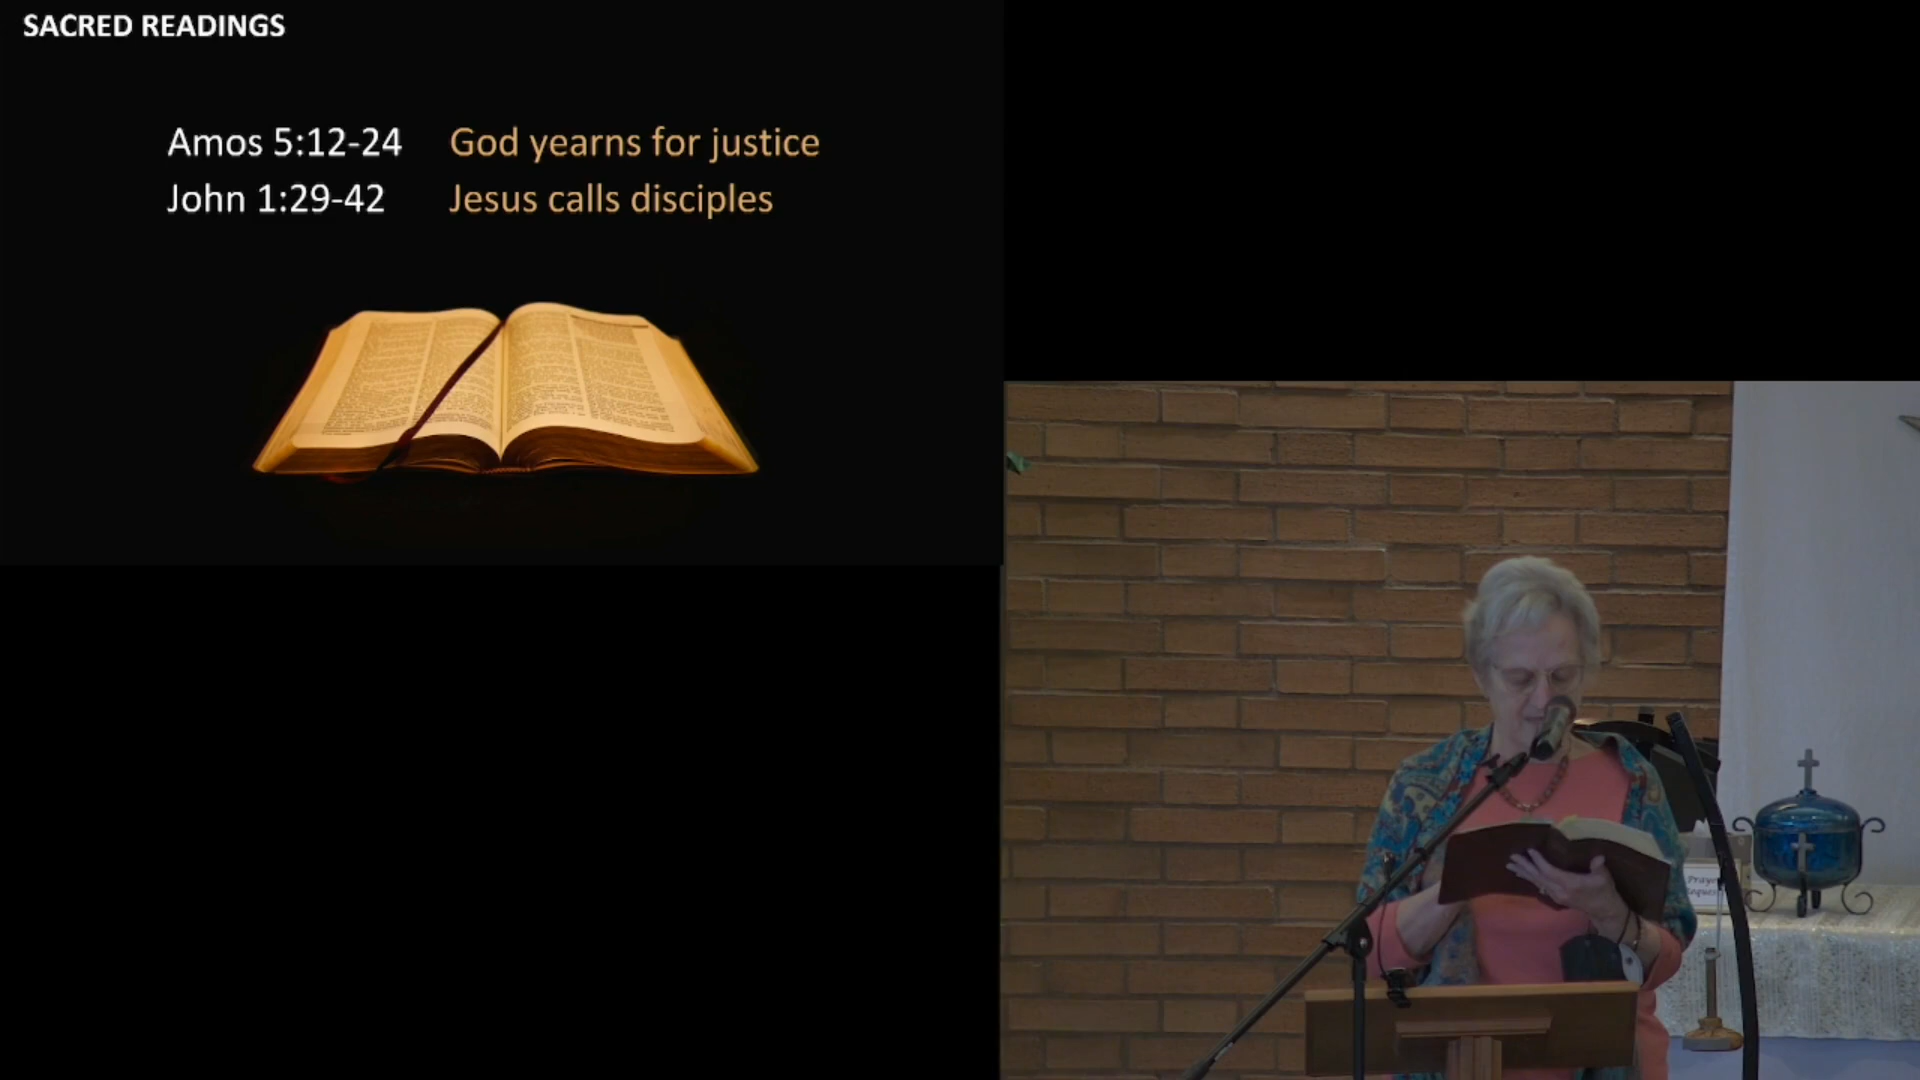 SACRED READINGS
Amos 5:12-24 God yearns for justice
John 1:29-42 Jesus calls disciples